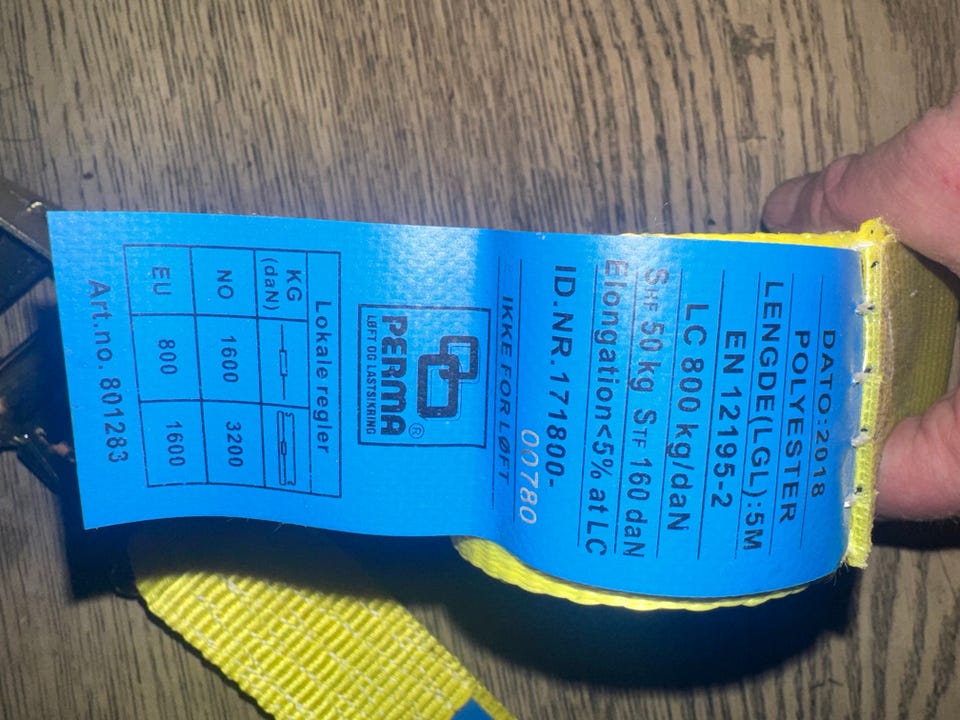 DATO:2018
POLYESTER
LENGDE(LGL):5M
EN 12195-2
LC 800 kg/daN
SHF 50 kg STF 160 daN
Elongation<5% at LC
ID.NR.171800-
00780
IKKE FOR LØFT
PERMA®
LØFT OG LASTSIKRING
Lokale regler
KG (daN)
NO 1600 3200
EU 800 1600
Art.no. 801283